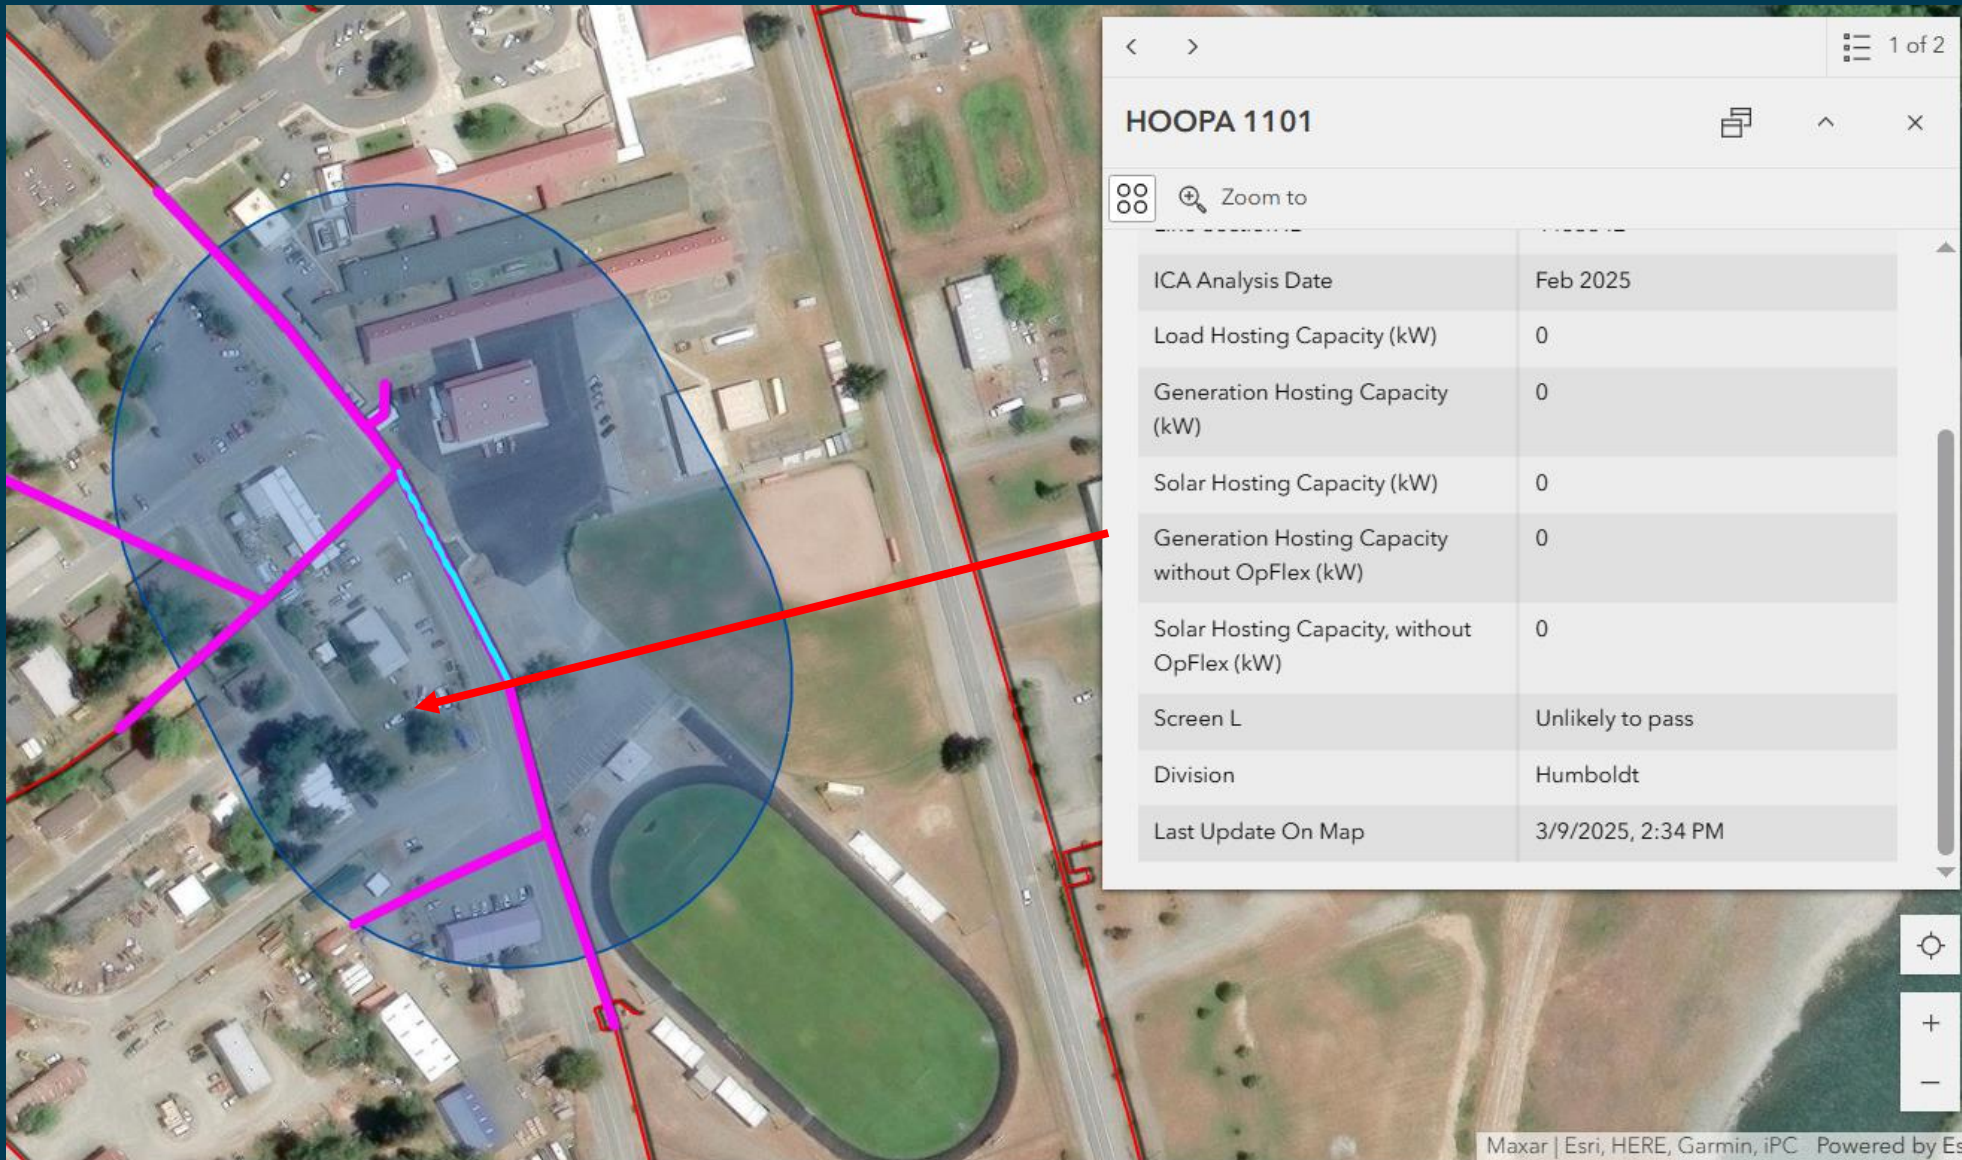 1 of 2
HOOPA 1101
Zoom to
ICA Analysis Date
Feb 2025
Load Hosting Capacity (kW)
0
Generation Hosting Capacity
(kW)
0
Solar Hosting Capacity (kW)
0
Generation Hosting Capacity
without OpFlex (kW)
0
Solar Hosting Capacity, without
OpFlex (kW)
0
Screen L
Unlikely to pass
Division
Humboldt
Last Update On Map
3/9/2025, 2:34 PM
Maxar | Esri, HERE, Garmin, iPC Powered by Es